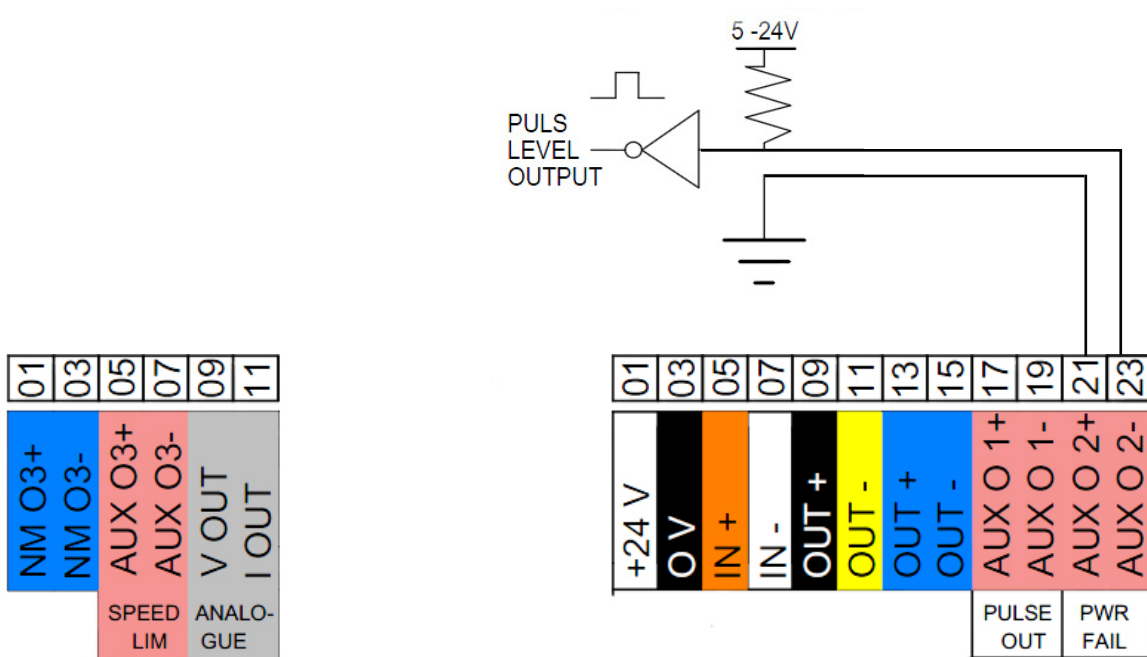 5 -24V
PULS
LEVEL
OUTPUT
01 03 05 07 09 11
NM O3+
NM O3-
AUX O3+
AUX O3-
V OUT
I OUT
SPEED
LIM
ANALO-
GUE
01 03 05 07 09 11 13 15 17 19 21 23
+24 V
O V
IN +
IN -
OUT +
OUT -
OUT +
OUT -
AUX O 1+
AUX O 1-
AUX O 2+
AUX O 2-
PULSE
OUT
PWR
FAIL